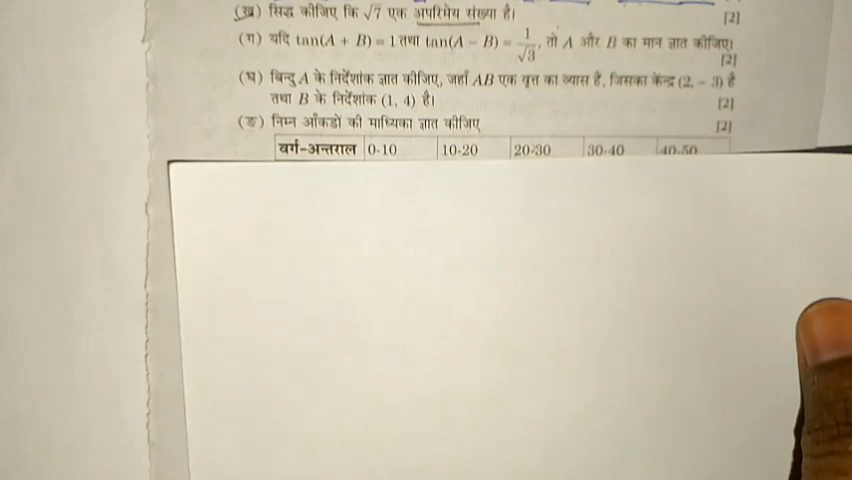 (ख) सिद्ध कीजिए कि √7 एक अपरिमेय संख्या है। [2]
(ग) यदि tan(A + B) = 1 तथा tan(A − B) = 1/√3, तो A और B का मान ज्ञात कीजिए। [2]
(घ) बिन्दु A के निर्देशांक ज्ञात कीजिए, जहाँ AB एक वृत्त का व्यास है, जिसका केन्द्र (2, − 3) है
तथा B के निर्देशांक (1, 4) है। [2]
(ङ) निम्न आँकडों की माध्यिका ज्ञात कीजिए [2]
वर्ग-अन्तराल 0-10 10-20 20-30 30-40 40-50